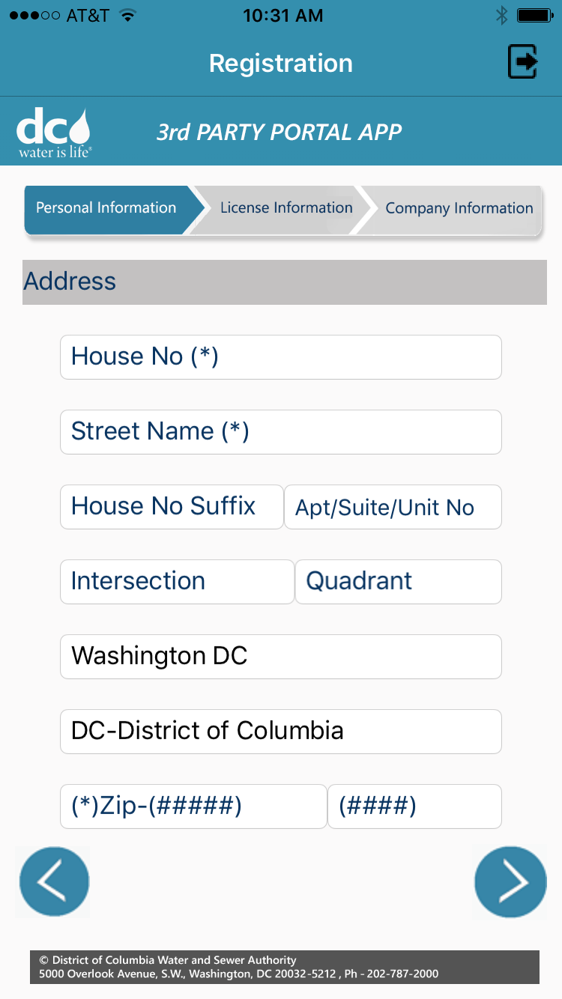 AT&T 10:31 AM
Registration
dc
water is life®
3rd PARTY PORTAL APP
Personal Information License Information Company Information
Address
House No (*)
Street Name (*)
House No Suffix Apt/Suite/Unit No
Intersection Quadrant
Washington DC
DC-District of Columbia
(*)Zip-(#####) (####)
© District of Columbia Water and Sewer Authority
5000 Overlook Avenue, S.W., Washington, DC 20032-5212 , Ph - 202-787-2000